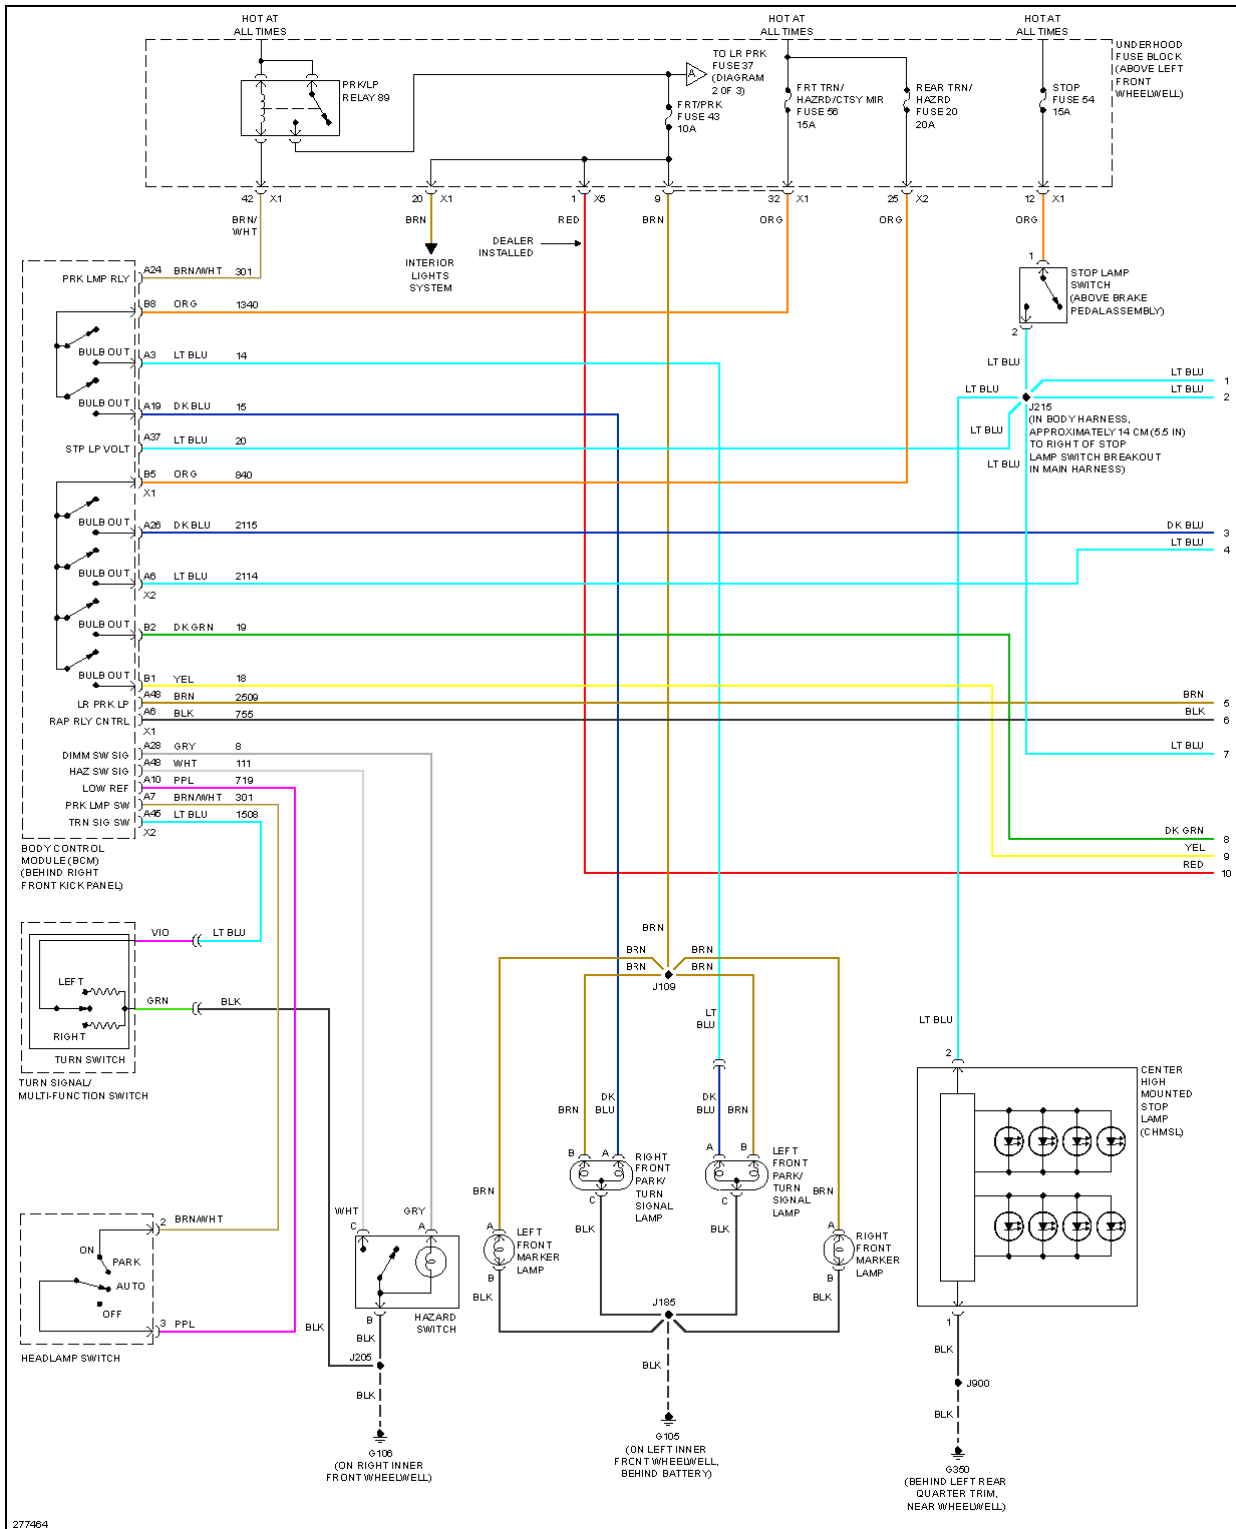 HOT AT
ALL TIMES
HOT AT
ALL TIMES
HOT AT
ALL TIMES
UNDERHOOD
FUSE BLOCK
(ABOVE LEFT
FRONT
WHEELWELL)
PRK/LP
RELAY 89
TO LR PRK
FUSE 37
(DIAGRAM
2 OF 3)
A
FRT/PRK
FUSE 43
10A
FRT TRN/
HAZRD/CTSY MIR
FUSE 56
15A
REAR TRN/
HAZRD
FUSE 20
20A
STOP
FUSE 54
15A
42 X1
20 X1
1 X5
9
32 X1
25 X2
12 X1
BRN/
WHT
BRN
RED
BRN
ORG
ORG
ORG
DEALER
INSTALLED
INTERIOR
LIGHTS
SYSTEM
1
STOP LAMP
SWITCH
(ABOVE BRAKE
PEDALASSEMBLY)
2
PRK LMP RLY A24 BRN/WHT 301
B8 ORG 1340
BULB OUT A3 LT BLU 14
BULB OUT A19 DK BLU 15
STP LP VOLT A37 LT BLU 20
B5 ORG 840
X1
BULB OUT A26 DK BLU 2115
BULB OUT A6 LT BLU 2114
X2
BULB OUT B2 DK GRN 19
BULB OUT B1 YEL 18
LR PRK LP A48 BRN 2509
RAP RLY CNTRL A6 BLK 755
X1
DIMM SW SIG A28 GRY 8
HAZ SW SIG A48 WHT 111
LOW REF A10 PPL 719
PRK LMP SW A7 BRN/WHT 301
TRN SIG SW A45 LT BLU 1508
X2
BODY CONTROL
MODULE (BCM)
(BEHIND RIGHT
FRONT KICK PANEL)
LT BLU
LT BLU
LT BLU
LT BLU
J215
(IN BODY HARNESS,
APPROXIMATELY 14 CM (5.5 IN)
TO RIGHT OF STOP
LAMP SWITCH BREAKOUT
IN MAIN HARNESS)
LT BLU 1
LT BLU 2
DK BLU 3
LT BLU 4
BRN 5
BLK 6
LT BLU 7
DK GRN 8
YEL 9
RED 10
VIO
LT BLU
LEFT
GRN
BLK
RIGHT
TURN SWITCH
TURN SIGNAL/
MULTI-FUNCTION SWITCH
BRN
BRN
BRN
BRN
BRN
J109
LT
BLU
LT BLU
2
CENTER
HIGH
MOUNTED
STOP
LAMP
(CHMSL)
BRN
DK
BLU
DK
BLU
BRN
B
A
A
B
RIGHT
FRONT
PARK/
TURN
SIGNAL
LAMP
LEFT
FRONT
PARK/
TURN
SIGNAL
LAMP
C
C
BLK
BLK
BRN
BRN
2 BRN/WHT
ON
PARK
AUTO
OFF
3 PPL
HEADLAMP SWITCH
WHT
GRY
C
A
B
HAZARD
SWITCH
BLK
BLK
J205
BLK
G106
(ON RIGHT INNER
FRONT WHEELWELL)
A
LEFT
FRONT
MARKER
LAMP
B
BLK
A
RIGHT
FRONT
MARKER
LAMP
B
BLK
J185
BLK
G105
(ON LEFT INNER
FRONT WHEELWELL,
BEHIND BATTERY)
1
BLK
J900
BLK
G350
(BEHIND LEFT REAR
QUARTER TRIM,
NEAR WHEELWELL)
277464